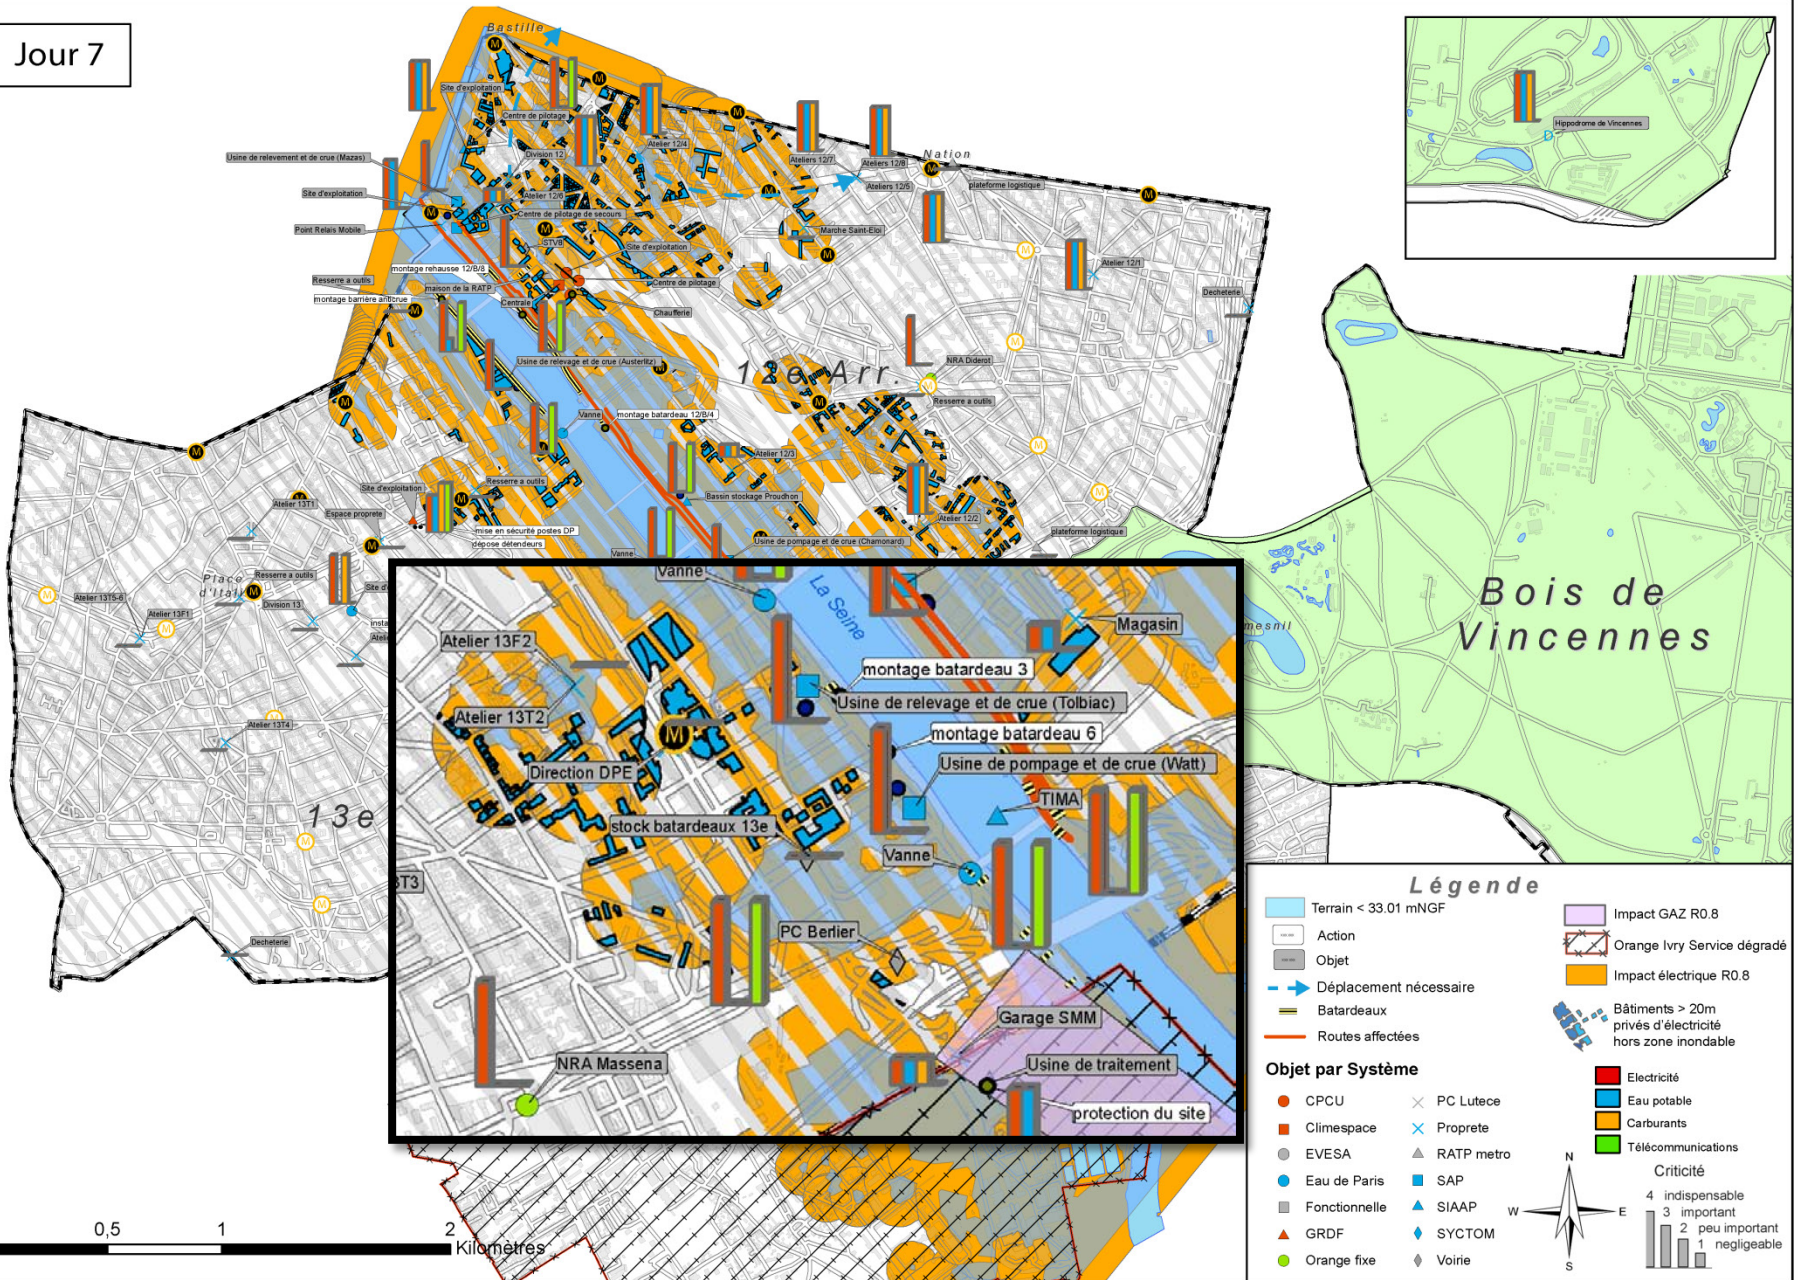 Jour 7
Bastille
Site d'exploitation
Centre de pilotage
Atelier 12/4
Division 12
Ateliers 12/7
Ateliers 12/8
Nation
Ateliers 12/5
plateforme logistique
Usine de relevement et de crue (Mazas)
Site d'exploitation
Atelier 12/6
Centre de pilotage de secours
Point Relais Mobile
STV8
Site d'exploitation
Marche Saint-Eloi
montage rehausse 12/B/8
Atelier 12/1
Resserre a outils
maison de la RATP
Centre de pilotage
Decheterie
montage barrière anticrue
Centrale
Chaufferie
Usine de relevage et de crue (Austerlitz)
12e Arr.
NRA Diderot
Resserre a outils
Vanne
montage batardeau 12/B/4
Atelier 12/3
Site d'exploitation
Resserre a outils
Bassin stockage Proudhon
Atelier 13T1
Espace proprete
mise en sécurité postes DP
dépose détendeurs
Atelier 12/2
Usine de pompage et de crue (Chamonard)
plateforme logistique
Vanne
Place
d'Itali
Resserre a outils
Site d'
Atelier 13T5-6
Atelier 13F1
Division 13
insta
Atelie
Atelier 13T4
13e
Decheterie
Vanne
La Seine
Atelier 13F2
Magasin
montage batardeau 3
Usine de relevage et de crue (Tolbiac)
Atelier 13T2
montage batardeau 6
Direction DPE
Usine de pompage et de crue (Watt)
TIMA
stock batardeaux 13e
Vanne
T3
PC Berlier
Garage SMM
NRA Massena
Usine de traitement
protection du site
Hippodrome de Vincennes
mesnil
Bois de
Vincennes
Légende
Terrain < 33.01 mNGF
Action
Objet
Déplacement nécessaire
Batardeaux
Routes affectées
Impact GAZ R0.8
Orange Ivry Service dégradé
Impact électrique R0.8
Bâtiments > 20m
privés d'électricité
hors zone inondable
Objet par Système
CPCU
Climespace
EVESA
Eau de Paris
Fonctionnelle
GRDF
Orange fixe
PC Lutece
Proprete
RATP metro
SAP
SIAAP
SYCTOM
Voirie
Electricité
Eau potable
Carburants
Télécommunications
Criticité
4 indispensable
3 important
2 peu important
1 negligeable
N
W E
S
0,5 1 2
Kilomètres